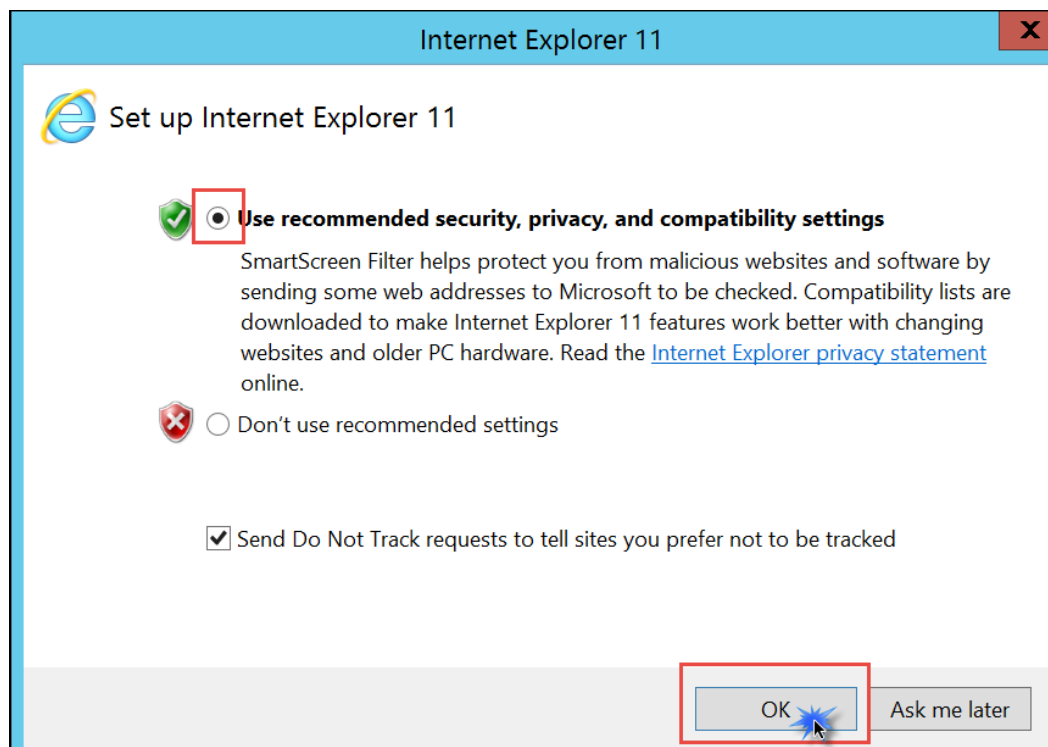 Internet Explorer 11
X
Set up Internet Explorer 11
Use recommended security, privacy, and compatibility settings
SmartScreen Filter helps protect you from malicious websites and software by
sending some web addresses to Microsoft to be checked. Compatibility lists are
downloaded to make Internet Explorer 11 features work better with changing
websites and older PC hardware. Read the Internet Explorer privacy statement
online.
Don't use recommended settings
Send Do Not Track requests to tell sites you prefer not to be tracked
OK
Ask me later